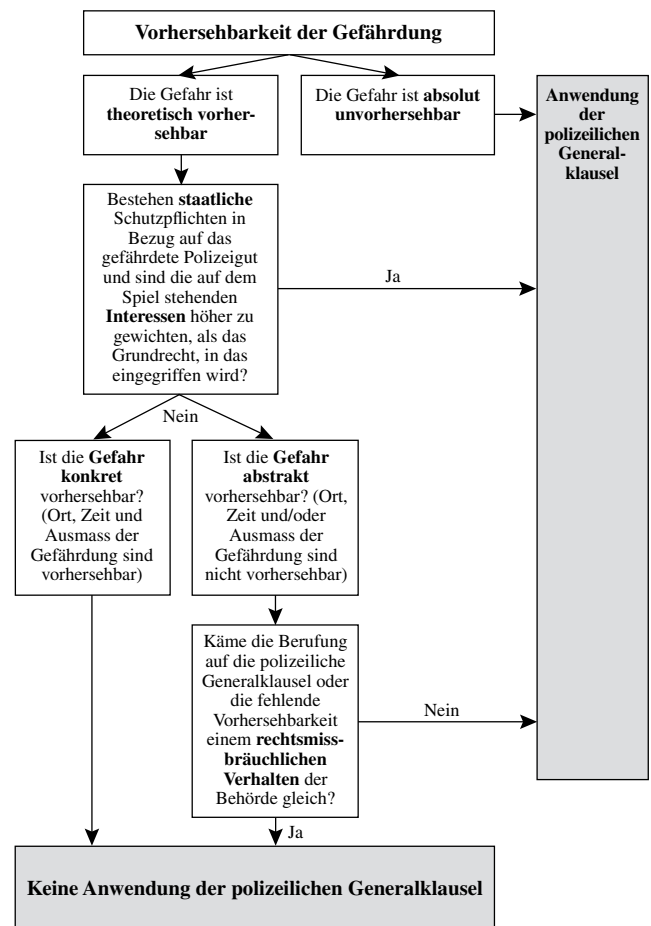 Vorhersehbarkeit der Gefährdung
Die Gefahr ist
theoretisch vorher-
sehbar
Die Gefahr ist absolut
unvorhersehbar
Anwendung
der
polizeilichen
General-
klausel
Bestehen staatliche
Schutzpflichten in
Bezug auf das
gefährdete Polizeigut
und sind die auf dem
Spiel stehenden
Interessen höher zu
gewichten, als das
Grundrecht, in das
eingegriffen wird?
Ja
Nein
Ist die Gefahr
konkret
vorhersehbar?
(Ort, Zeit und
Ausmass der
Gefährdung sind
vorhersehbar)
Ist die Gefahr
abstrakt
vorhersehbar? (Ort,
Zeit und/oder
Ausmass der
Gefährdung sind
nicht vorhersehbar)
Käme die Berufung
auf die polizeiliche
Generalklausel oder
die fehlende
Vorhersehbarkeit
einem rechtsmiss-
bräuchlichen
Verhalten der
Behörde gleich?
Nein
Ja
Keine Anwendung der polizeilichen Generalklausel